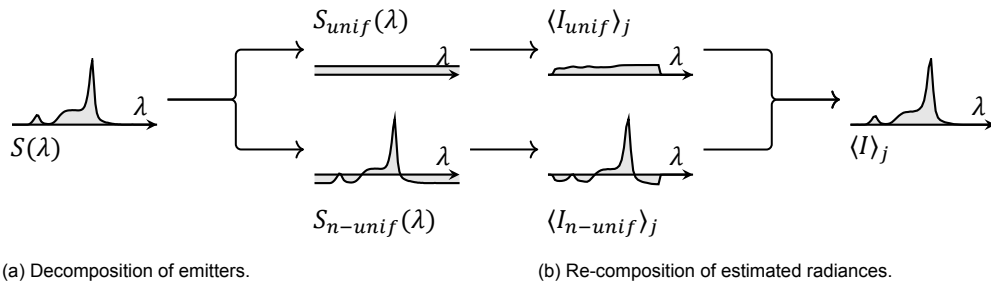 S_{unif}(λ)
⟨I_{unif}⟩_j
λ
λ
λ
λ
S(λ)
⟨I⟩_j
λ
λ
S_{n−unif}(λ)
⟨I_{n−unif}⟩_j
(a) Decomposition of emitters.
(b) Re-composition of estimated radiances.